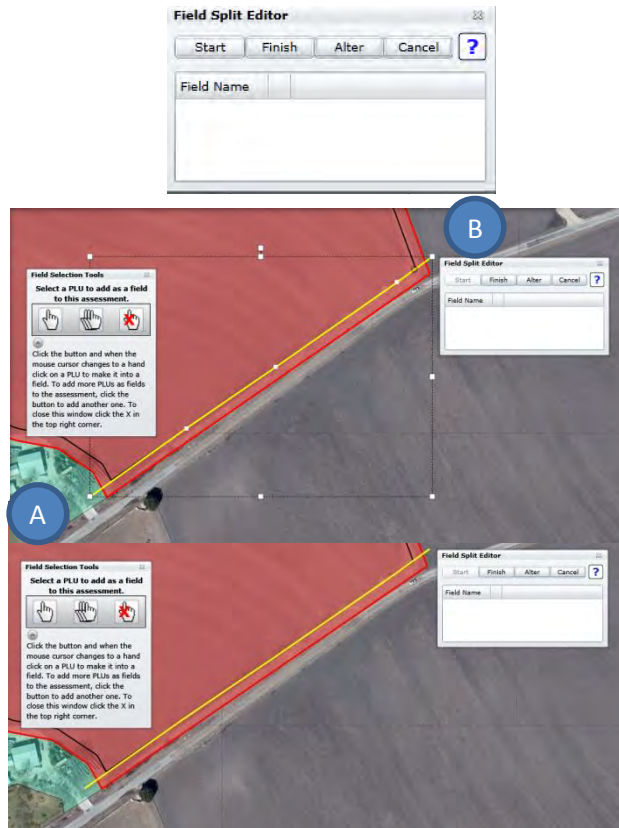 Field Split Editor
Start Finish Alter Cancel ?
Field Name
B
Field Selection Tools
Select a PLU to add as a field
to this assessment.
Click the button and when the
mouse cursor changes to a hand
click on a PLU to make it into a
field. To add more PLUs as fields
to the assessment, click the
button to add another one. To
close this window click the X in
the top right corner.
Field Split Editor
Start Finish Alter Cancel ?
Field Name
A
Field Selection Tools
Select a PLU to add as a field
to this assessment.
Click the button and when the
mouse cursor changes to a hand
click on a PLU to make it into a
field. To add more PLUs as fields
to the assessment, click the
button to add another one. To
close this window click the X in
the top right corner.
Field Split Editor
Start Finish Alter Cancel ?
Field Name